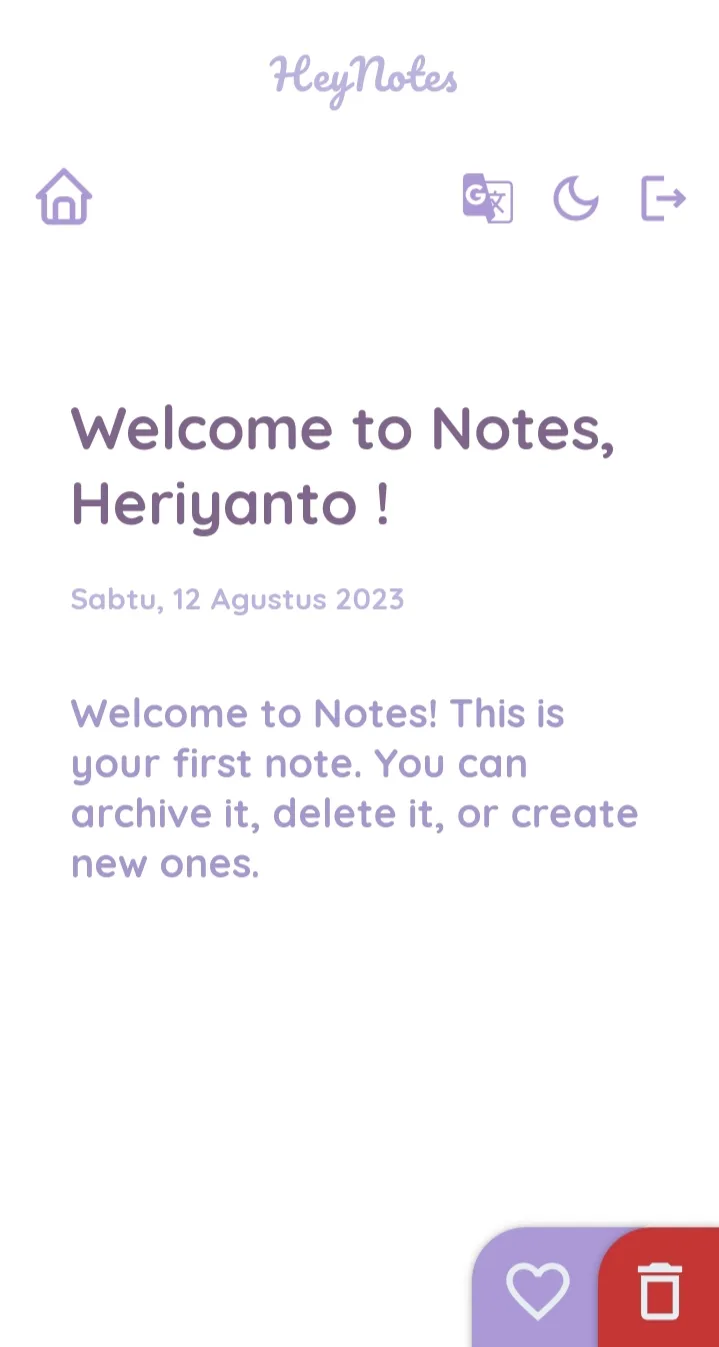 HeyNotes
G 文
Welcome to Notes,
Heriyanto !
Sabtu, 12 Agustus 2023
Welcome to Notes! This is
your first note. You can
archive it, delete it, or create
new ones.